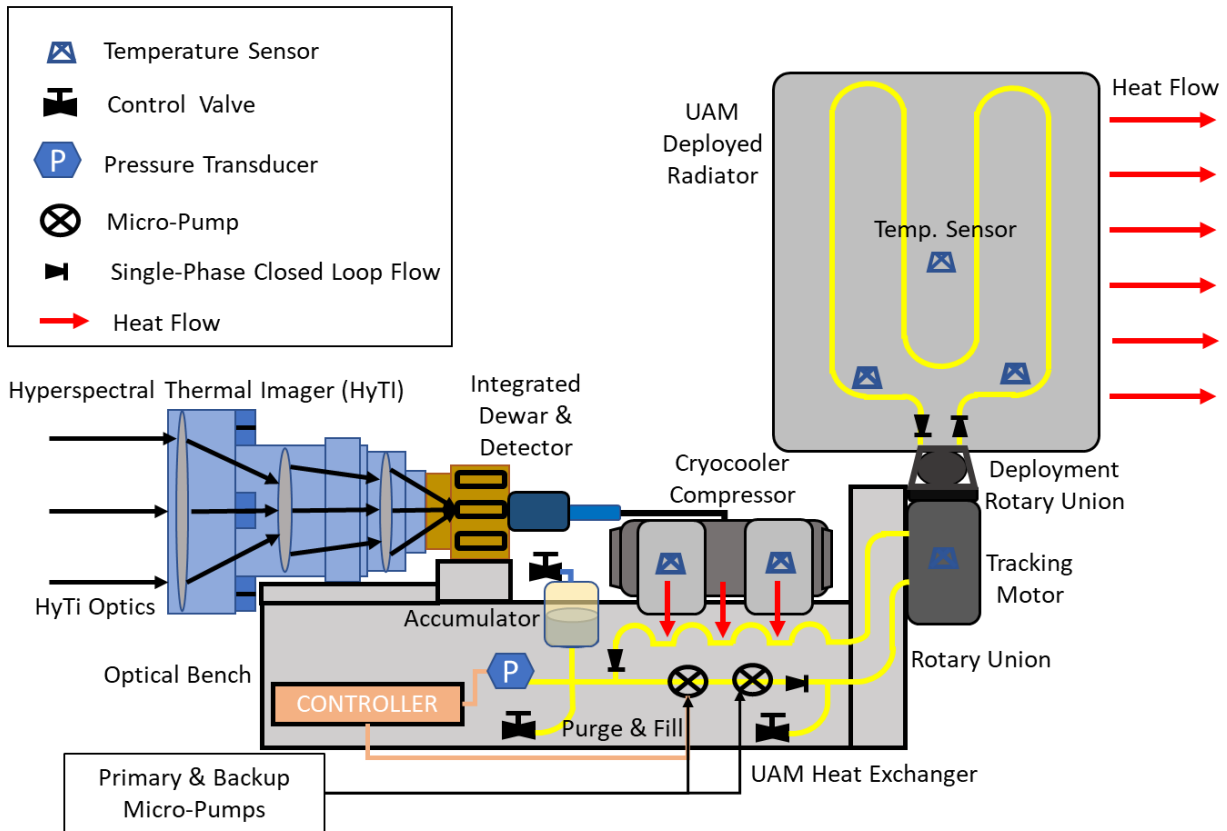 Temperature Sensor
Control Valve
P
Pressure Transducer
Micro-Pump
Single-Phase Closed Loop Flow
Heat Flow
UAM
Deployed
Radiator
Heat Flow
Temp. Sensor
Hyperspectral Thermal Imager (HyTI)
Integrated
Dewar &
Detector
Cryocooler
Compressor
Deployment
Rotary Union
Tracking
Motor
HyTi Optics
Accumulator
Optical Bench
P
Rotary Union
CONTROLLER
Purge & Fill
UAM Heat Exchanger
Primary & Backup
Micro-Pumps